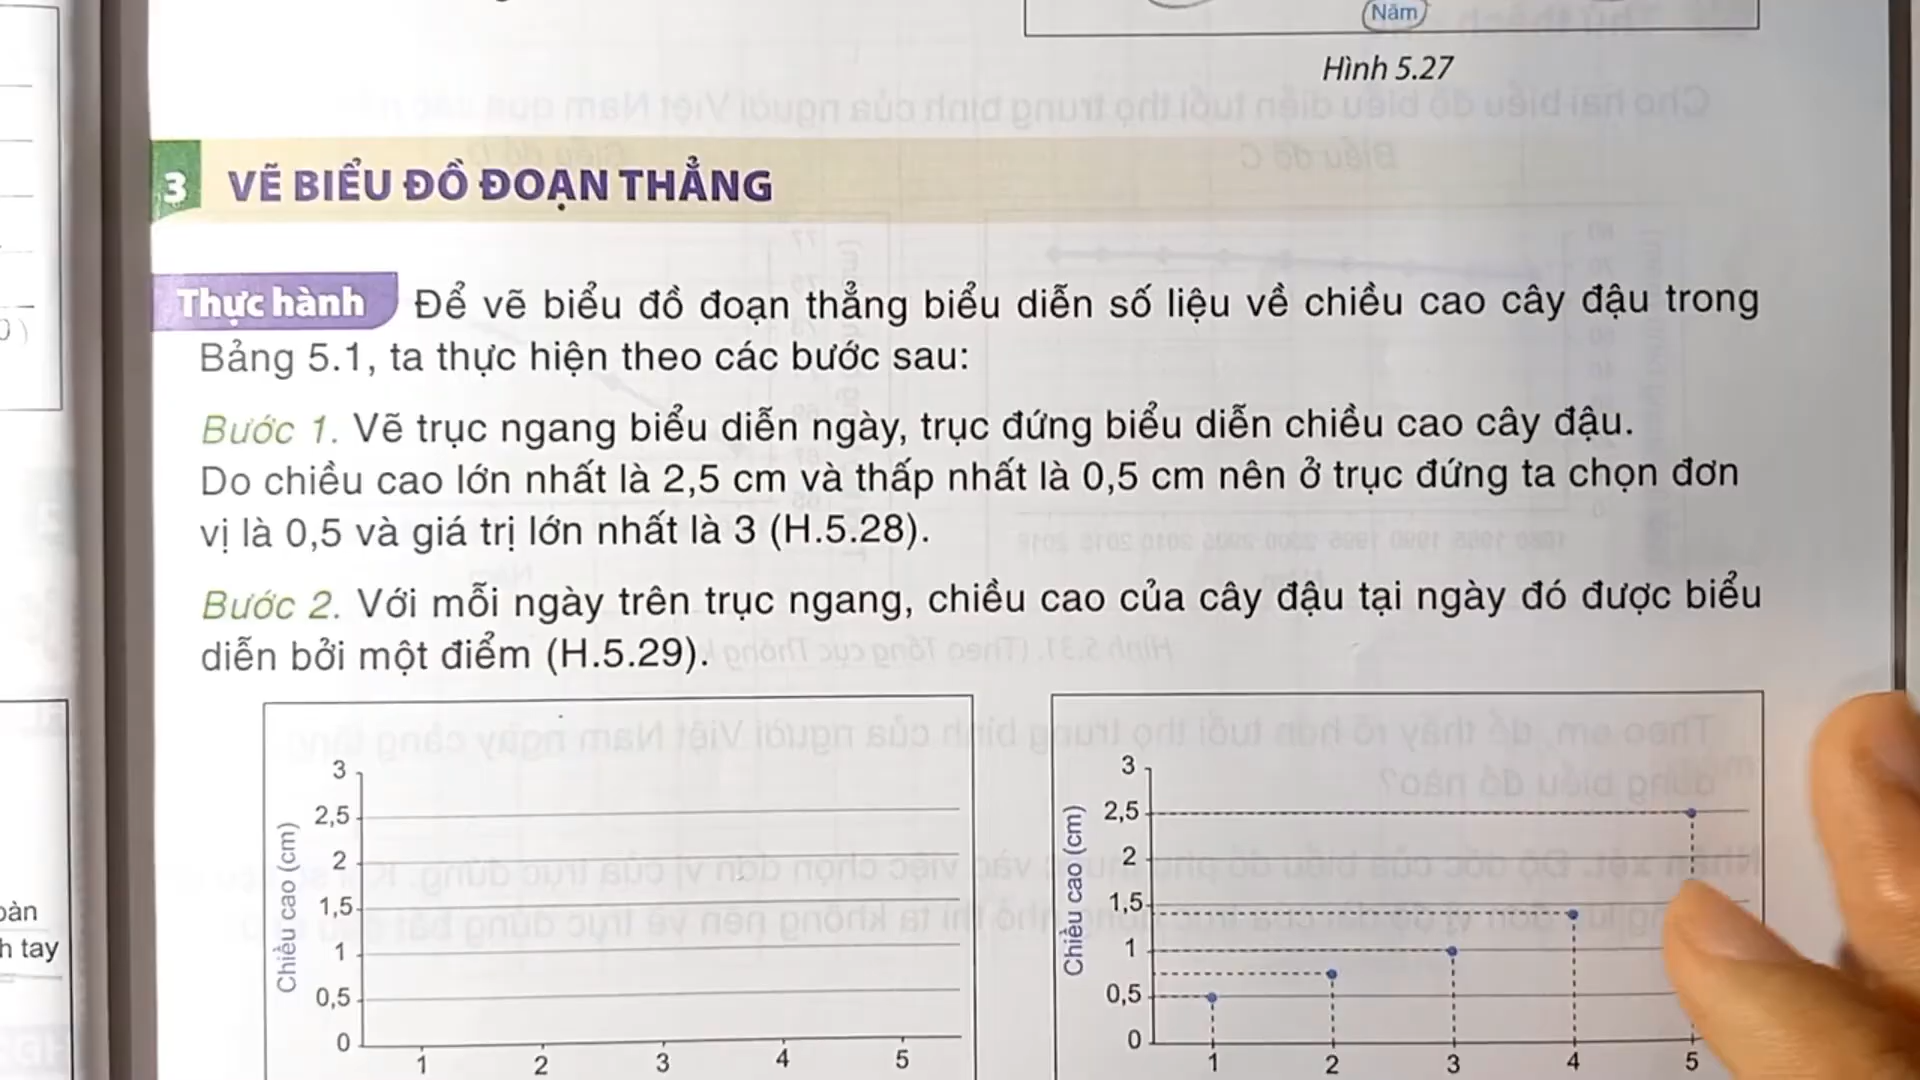 Năm
Hình 5.27
3 VẼ BIỂU ĐỒ ĐOẠN THẲNG
Thực hành Để vẽ biểu đồ đoạn thẳng biểu diễn số liệu về chiều cao cây đậu trong
Bảng 5.1, ta thực hiện theo các bước sau:
Bước 1. Vẽ trục ngang biểu diễn ngày, trục đứng biểu diễn chiều cao cây đậu.
Do chiều cao lớn nhất là 2,5 cm và thấp nhất là 0,5 cm nên ở trục đứng ta chọn đơn
vị là 0,5 và giá trị lớn nhất là 3 (H.5.28).
Bước 2. Với mỗi ngày trên trục ngang, chiều cao của cây đậu tại ngày đó được biểu
diễn bởi một điểm (H.5.29).
Chiều cao (cm)
3
2,5
2
1,5
1
0,5
0
1 2 3 4 5
Chiều cao (cm)
3
2,5
2
1,5
1
0,5
0
1 2 3 4 5
h tay